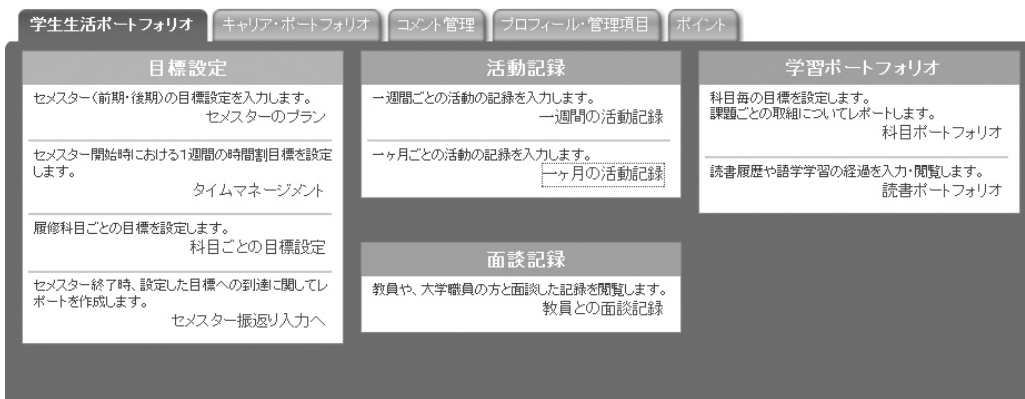 学生生活ポートフォリオ
キャリア・ポートフォリオ
コメント管理
プロフィール・管理項目
ポイント
目標設定
セメスター(前期・後期)の目標設定を入力します。
セメスターのプラン
セメスター開始時における1週間の時間割目標を設定
します。
タイムマネージメント
履修科目ごとの目標を設定します。
科目ごとの目標設定
セメスター終了時、設定した目標への到達に関してレ
ポートを作成します。
セメスター振返り入力へ
活動記録
一週間ごとの活動の記録を入力します。
一週間の活動記録
一ヶ月ごとの活動の記録を入力します。
一ヶ月の活動記録
面談記録
教員や、大学職員の方と面談した記録を閲覧します。
教員との面談記録
学習ポートフォリオ
科目毎の目標を設定します。
課題ごとの取組についてレポートします。
科目ポートフォリオ
読書履歴や語学学習の経過を入力・閲覧します。
読書ポートフォリオ